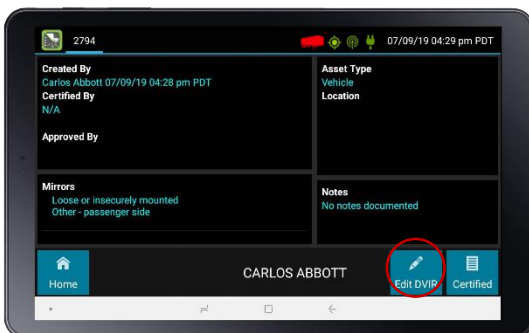 2794
07/09/19 04:29 pm PDT
Created By
Carlos Abbott 07/09/19 04:28 pm PDT
Certified By
N/A
Approved By
Asset Type
Vehicle
Location
Mirrors
Loose or insecurely mounted
Other - passenger side
Notes
No notes documented
Home
CARLOS ABBOTT
Edit DVIR
Certified